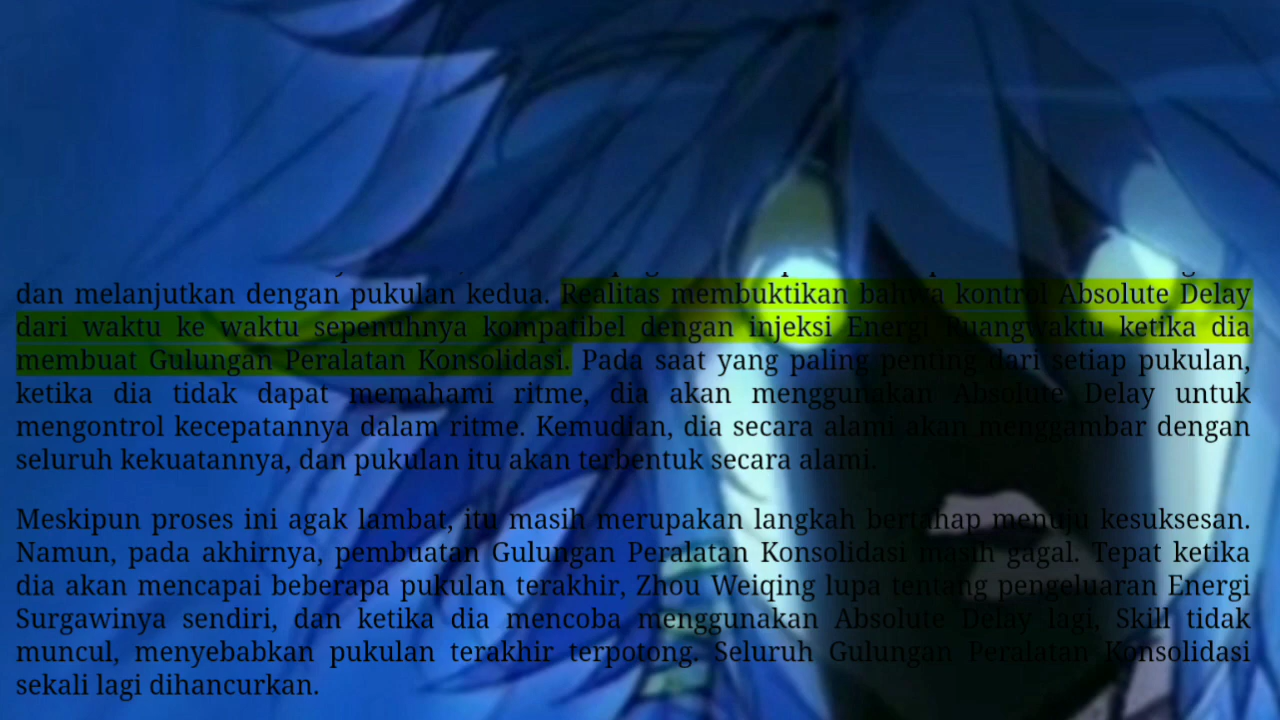 dan melanjutkan dengan pukulan kedua. Realitas membuktikan bahwa kontrol Absolute Delay
dari waktu ke waktu sepenuhnya kompatibel dengan injeksi Energi Ruangwaktu ketika dia
membuat Gulungan Peralatan Konsolidasi. Pada saat yang paling penting dari setiap pukulan,
ketika dia tidak dapat memahami ritme, dia akan menggunakan Absolute Delay untuk
mengontrol kecepatannya dalam ritme. Kemudian, dia secara alami akan menggambar dengan
seluruh kekuatannya, dan pukulan itu akan terbentuk secara alami.
Meskipun proses ini agak lambat, itu masih merupakan langkah bertahap menuju kesuksesan.
Namun, pada akhirnya, pembuatan Gulungan Peralatan Konsolidasi masih gagal. Tepat ketika
dia akan mencapai beberapa pukulan terakhir, Zhou Weiqing lupa tentang pengeluaran Energi
Surgawinya sendiri, dan ketika dia mencoba menggunakan Absolute Delay lagi, Skill tidak
muncul, menyebabkan pukulan terakhir terpotong. Seluruh Gulungan Peralatan Konsolidasi
sekali lagi dihancurkan.